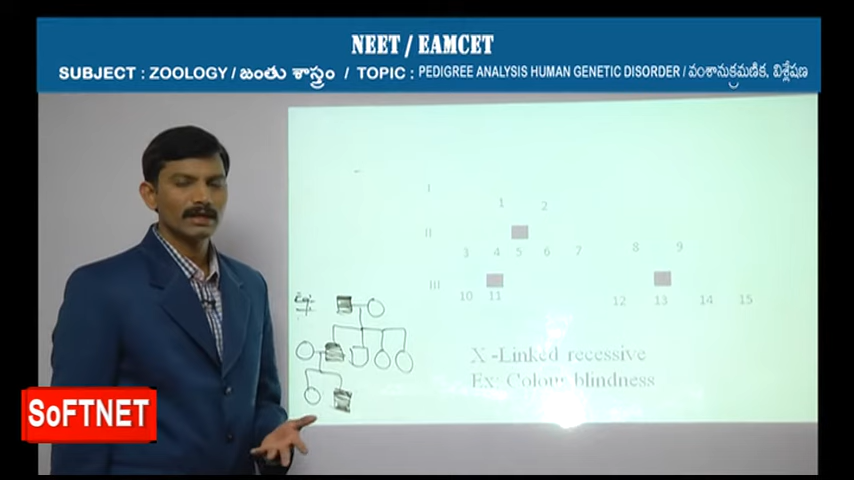 NEET / EAMCET
SUBJECT : ZOOLOGY / జంతు శాస్త్రం / TOPIC : PEDIGREE ANALYSIS HUMAN GENETIC DISORDER / వంశానుక్రమణిక, విశ్లేషణ
I
1 2
II
3 4 5 6 7 8 9
III
10 11 12 13 14 15
Eg:
X -Linked recessive
Ex: Colour blindness
SoFTNET